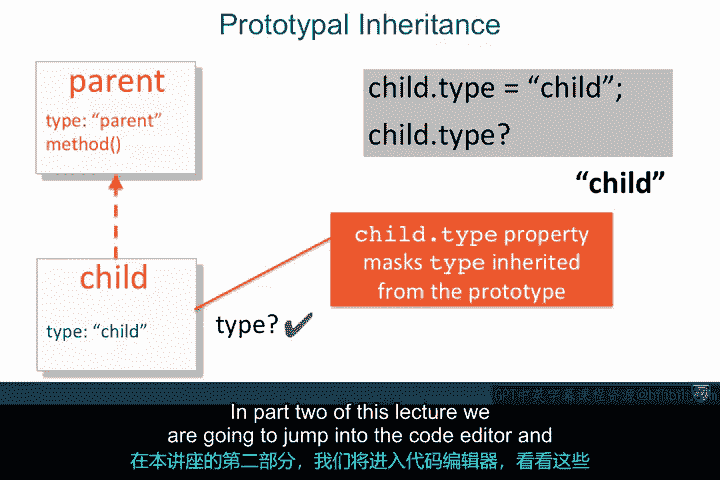 Prototypal Inheritance
parent
type: “parent”
method()
child.type = “child”;
child.type?
“child”
child.type property
masks type inherited
from the prototype
child
type: “child”
type?✔
In part two of this lecture we
are going to jump into the code editor and
在本讲座的第二部分，我们将进入代码编辑器，看看这些